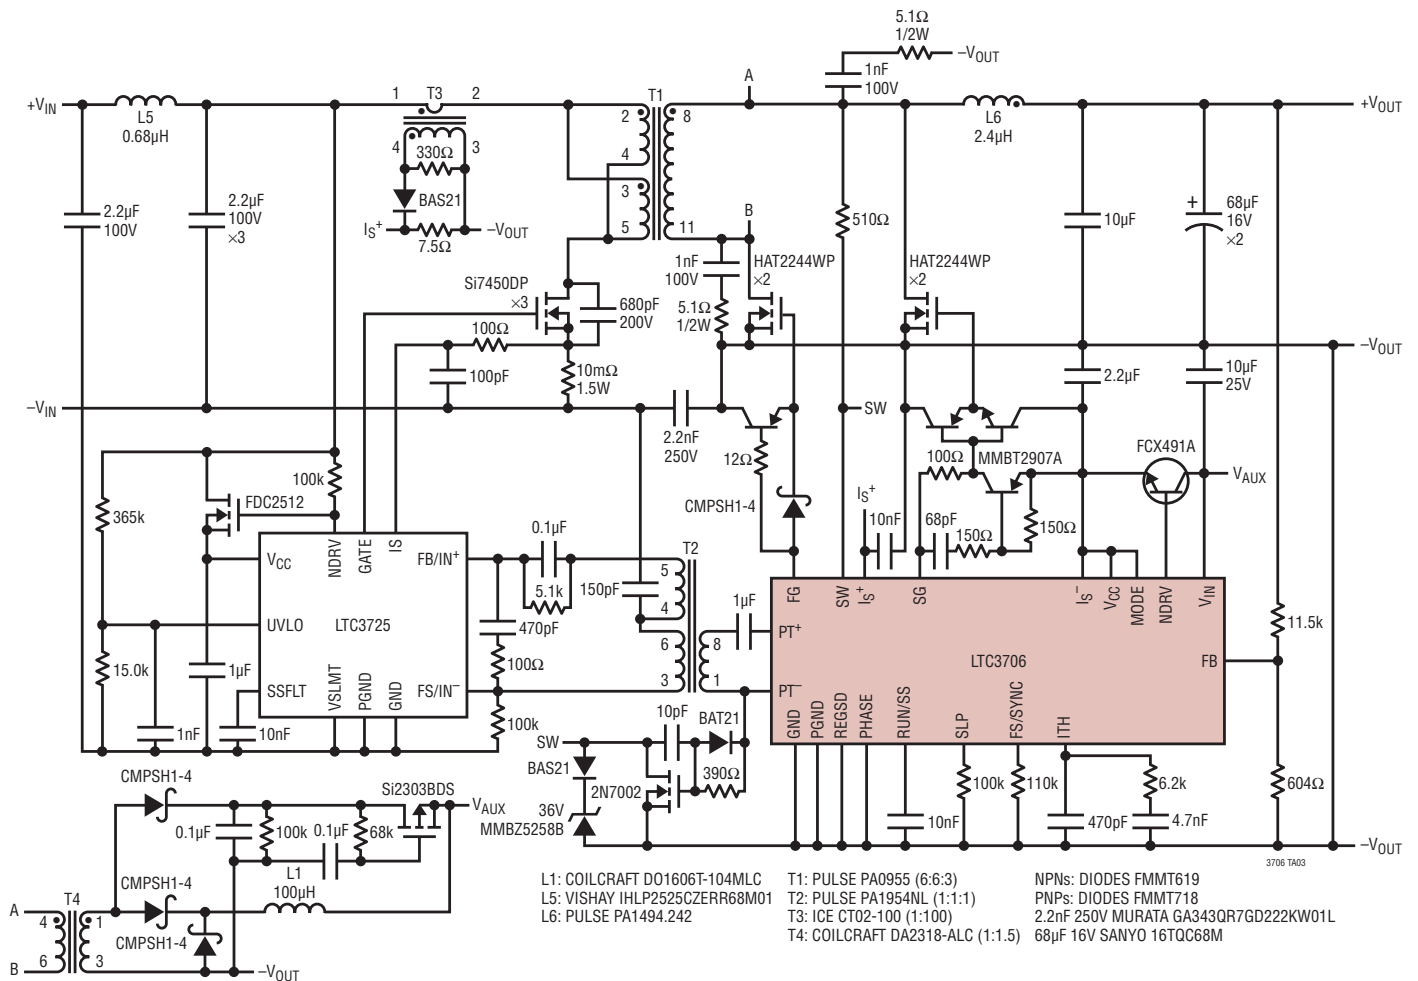 5.1Ω
1/2W
–VOUT
1nF
100V
A
+VIN
L5
0.68µH
1
T3
2
T1
2
8
L6
2.4µH
+VOUT
4
330Ω
3
4
BAS21
3
B
2.2µF
100V
2.2µF
100V
×3
IS+
7.5Ω
–VOUT
5
11
510Ω
10µF
+
68µF
16V
×2
Si7450DP
×3
1nF
100V
HAT2244WP
×2
HAT2244WP
×2
680pF
200V
5.1Ω
1/2W
100Ω
–VOUT
100pF
10mΩ
1.5W
2.2µF
10µF
25V
–VIN
SW
2.2nF
250V
12Ω
100Ω
MMBT2907A
FCX491A
VAUX
100k
CMPSH1-4
IS+
365k
FDC2512
0.1µF
10nF
68pF
150Ω
150Ω
T2
VCC
NDRV
GATE
IS
FB/IN+
5.1k
150pF
5
4
1µF
FG
SW
IS+
SG
IS–
VCC
MODE
NDRV
VIN
UVLO
LTC3725
470pF
6
8
PT+
11.5k
15.0k
1µF
100Ω
LTC3706
FB
SSFLT
VSLMT
PGND
GND
FS/IN–
3
1
PT–
1nF
10nF
100k
10pF
BAT21
GND
PGND
REGSD
PHASE
RUN/SS
SLP
FS/SYNC
ITH
SW
BAS21
390Ω
2N7002
100k
110k
6.2k
604Ω
CMPSH1-4
Si2303BDS
VAUX
36V
MMBZ5258B
10nF
470pF
4.7nF
0.1µF
100k
0.1µF
68k
–VOUT
3706 TA03
L1
100µH
CMPSH1-4
T4
A
4
1
CMPSH1-4
B
6
3
–VOUT
L1: COILCRAFT DO1606T-104MLC
L5: VISHAY IHLP2525CZERR68M01
L6: PULSE PA1494.242
T1: PULSE PA0955 (6:6:3)
T2: PULSE PA1954NL (1:1:1)
T3: ICE CT02-100 (1:100)
T4: COILCRAFT DA2318-ALC (1:1.5)
NPNs: DIODES FMMT619
PNPs: DIODES FMMT718
2.2nF 250V MURATA GA343QR7GD222KW01L
68µF 16V SANYO 16TQC68M